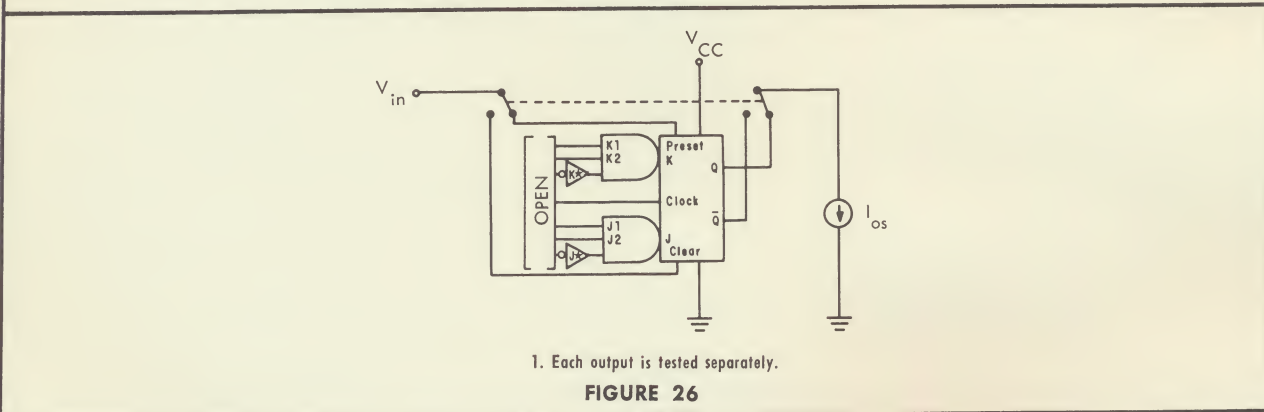 V CC
V in
Preset
K1
K
K2
Q
K*
OPEN
Clock
I os
Q̅
J1
J2
J
Clear
J*
1. Each output is tested separately.
FIGURE 26